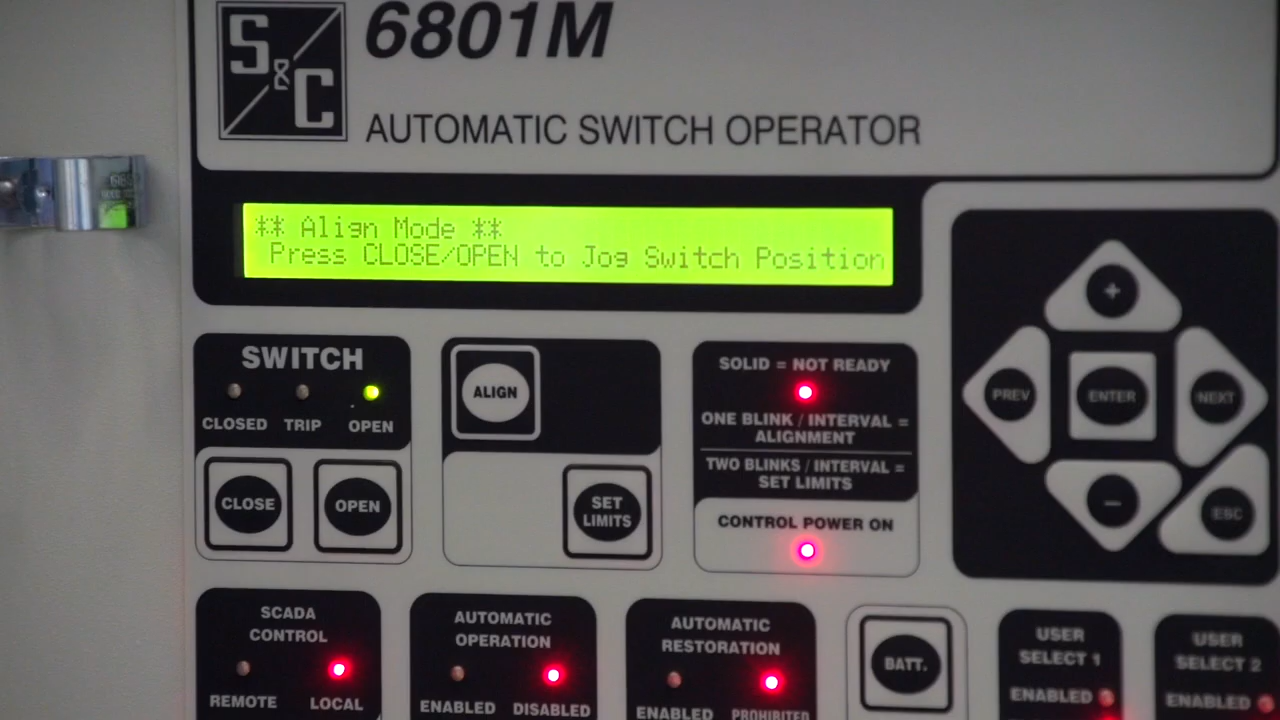 S&C
6801M
AUTOMATIC SWITCH OPERATOR
** Align Mode **
Press CLOSE/OPEN to Jog Switch Position
SWITCH
CLOSED TRIP OPEN
CLOSE OPEN
ALIGN
SET
LIMITS
SOLID = NOT READY
ONE BLINK / INTERVAL =
ALIGNMENT
TWO BLINKS / INTERVAL =
SET LIMITS
CONTROL POWER ON
+
PREV ENTER NEXT
−
ESC
SCADA
CONTROL
REMOTE LOCAL
AUTOMATIC
OPERATION
ENABLED DISABLED
AUTOMATIC
RESTORATION
ENABLED PROHIBITED
BATT.
USER
SELECT 1
ENABLED
USER
SELECT 2
ENABLED